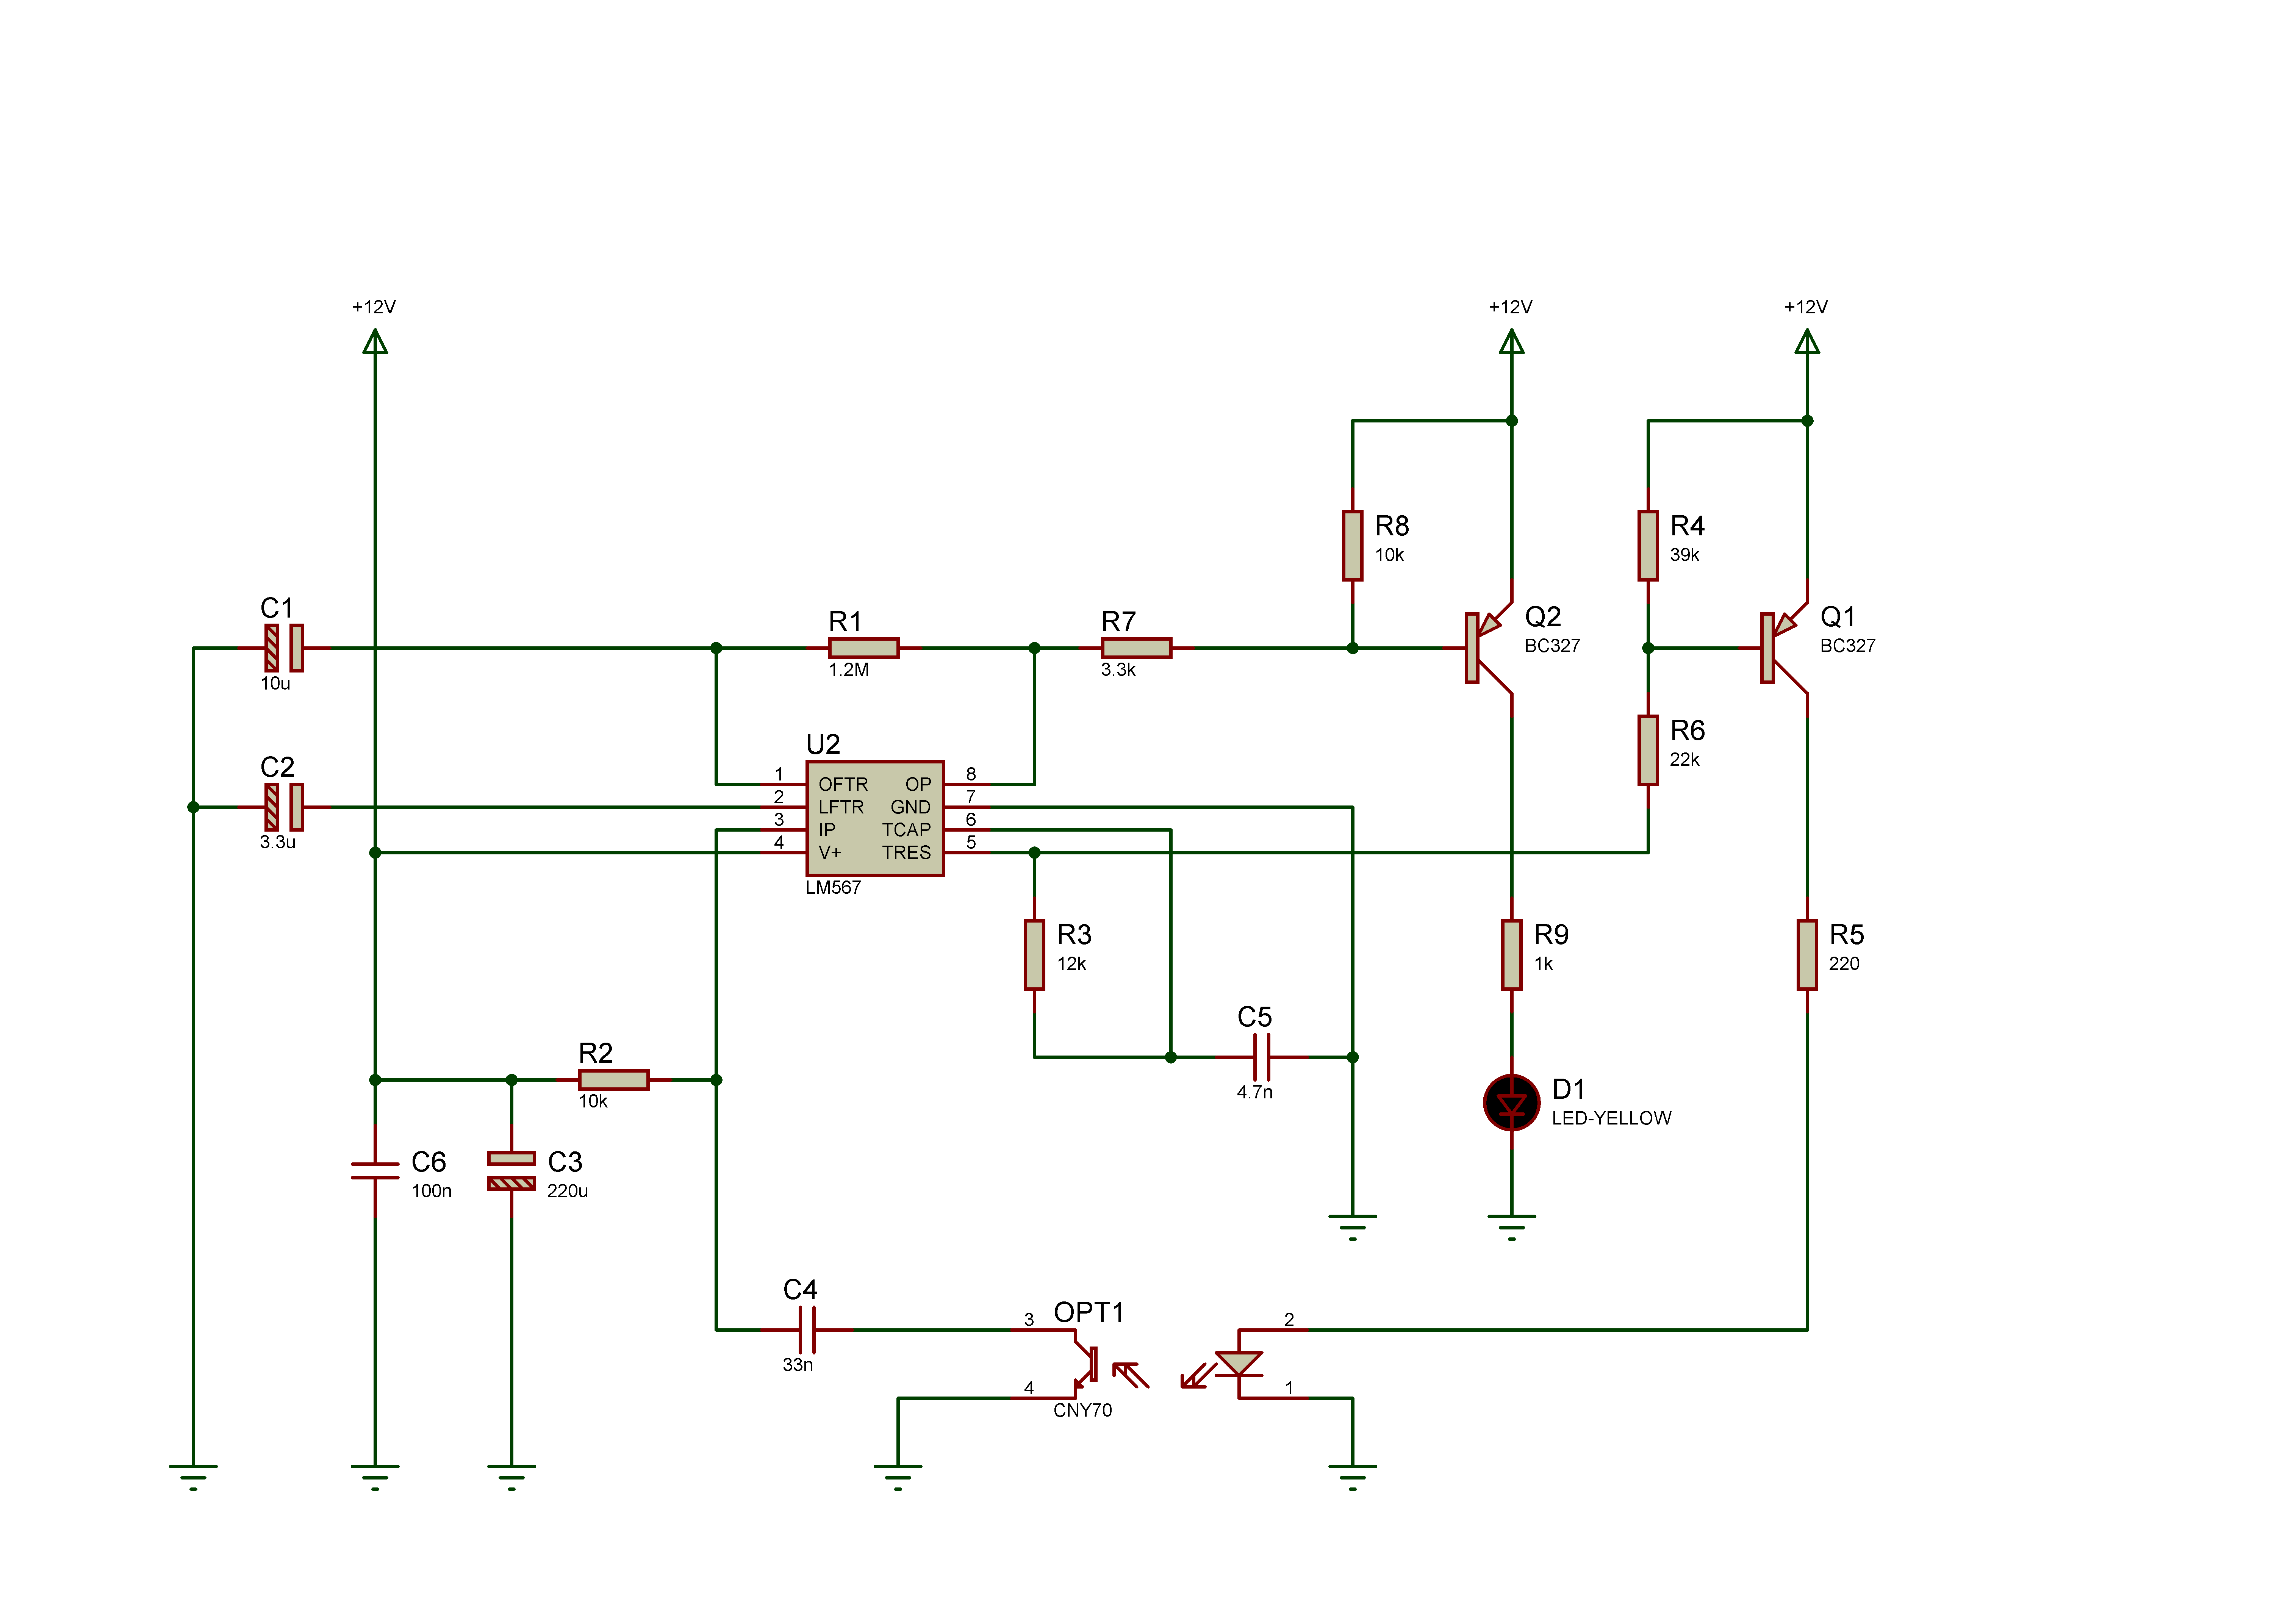 +12V
+12V
+12V
R8
10k
R4
39k
C1
10u
R1
1.2M
R7
3.3k
Q2
BC327
Q1
BC327
C2
3.3u
U2
1
OFTR
OP
8
2
LFTR
GND
7
3
IP
TCAP
6
4
V+
TRES
5
LM567
R6
22k
R3
12k
R9
1k
R5
220
C5
4.7n
R2
10k
D1
LED-YELLOW
C6
100n
C3
220u
C4
33n
OPT1
3
4
CNY70
2
1